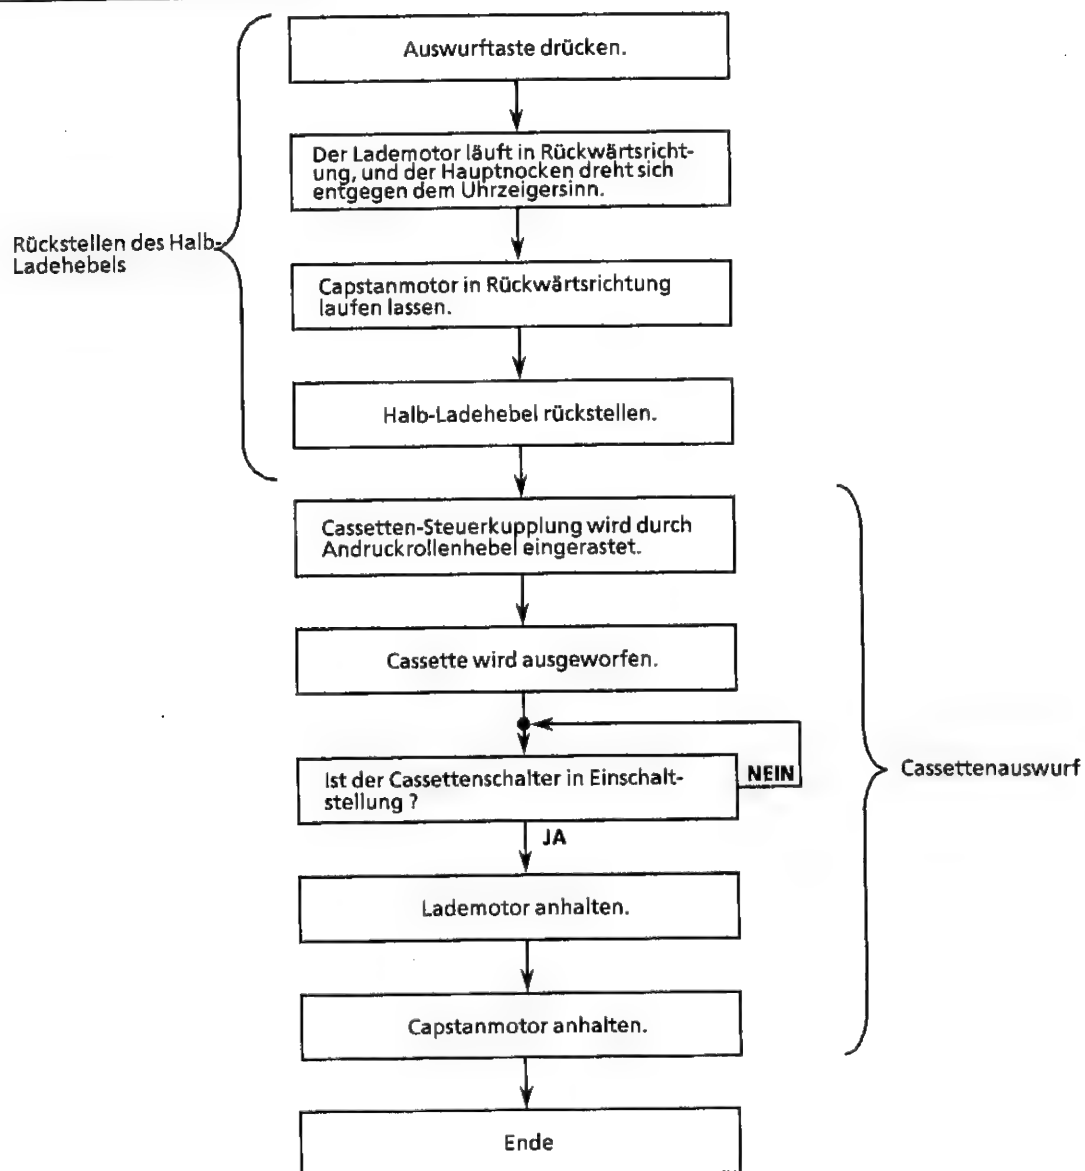 Auswurftaste drücken.
Der Lademotor läuft in Rückwärtsricht-
ung, und der Hauptnocken dreht sich
entgegen dem Uhrzeigersinn.
Rückstellen des Halb-
Ladehebels
Capstanmotor in Rückwärtsrichtung
laufen lassen.
Halb-Ladehebel rückstellen.
Cassetten-Steuerkupplung wird durch
Andruckrollenhebel eingerastet.
Cassette wird ausgeworfen.
Ist der Cassettenschalter in Einschalt-
stellung ?
NEIN
Cassettenauswurf
JA
Lademotor anhalten.
Capstanmotor anhalten.
Ende